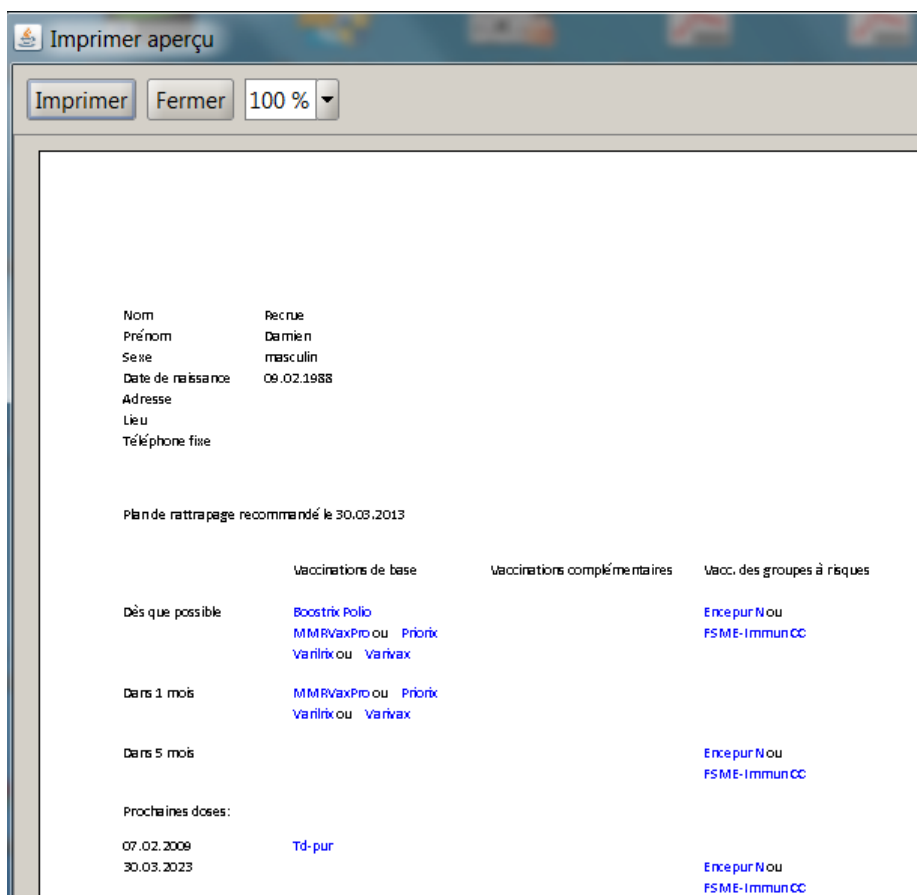 Imprimer aperçu
Imprimer Fermer 100 %
Nom Recrue
Prénom Damien
Sexe masculin
Date de naissance 09.02.1988
Adresse
Lieu
Téléphone fixe
Plan de rattrapage recommandé le 30.03.2013
Vaccinations de base Vaccinations complémentaires Vacc. des groupes à risques
Dès que possible Boostrix Polio Encepur N ou
MMRVaxPro ou Priorix FSME-Immun CC
Varilrix ou Varivax
Dans 1 mois MMRVaxPro ou Priorix
Varilrix ou Varivax
Dans 5 mois Encepur N ou
FSME-Immun CC
Prochaines doses:
07.02.2009 Td-pur
30.03.2023 Encepur N ou
FSME-Immun CC